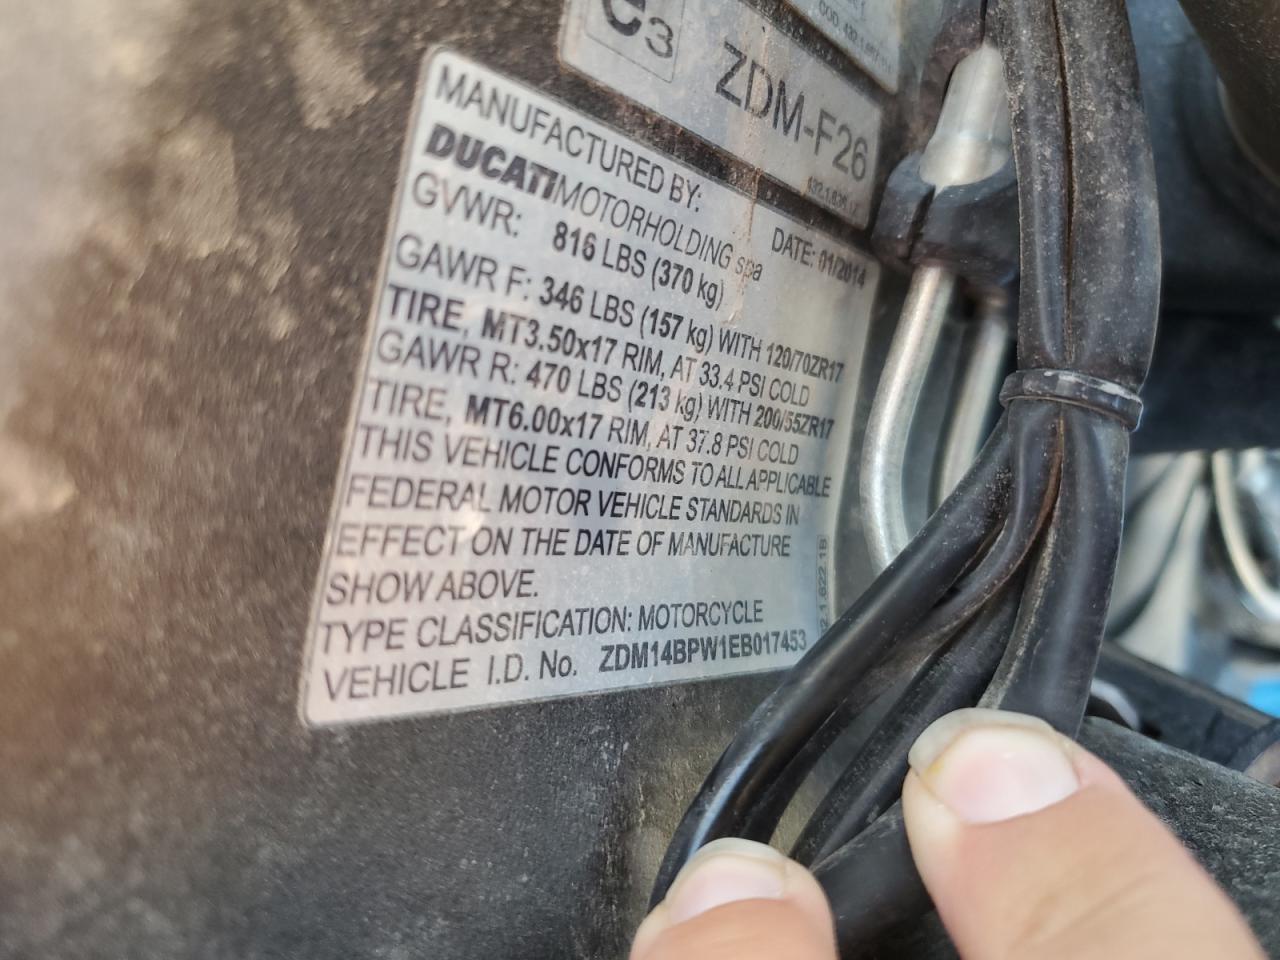 e3
ZDM-F26
MANUFACTURED BY:
DUCATIMOTORHOLDING spa
DATE: 01/2014
GVWR: 816 LBS (370 kg)
GAWR F: 346 LBS (157 kg) WITH 120/70ZR17
TIRE, MT3.50x17 RIM, AT 33.4 PSI COLD
GAWR R: 470 LBS (213 kg) WITH 200/55ZR17
TIRE, MT6.00x17 RIM, AT 37.8 PSI COLD
THIS VEHICLE CONFORMS TO ALL APPLICABLE
FEDERAL MOTOR VEHICLE STANDARDS IN
EFFECT ON THE DATE OF MANUFACTURE
SHOW ABOVE.
TYPE CLASSIFICATION: MOTORCYCLE
VEHICLE I.D. No. ZDM14BPW1EB017453